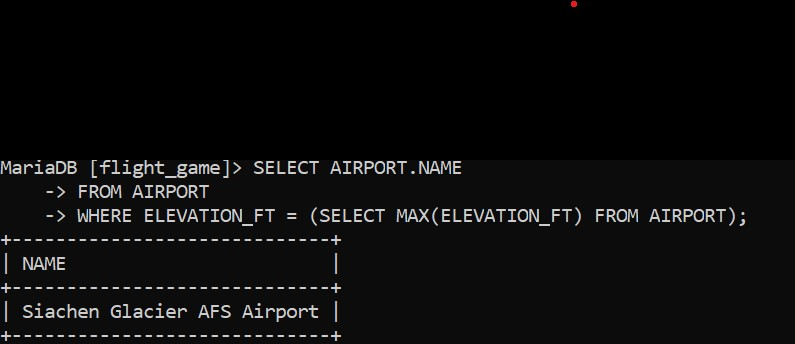 MariaDB [flight_game]> SELECT AIRPORT.NAME
    -> FROM AIRPORT
    -> WHERE ELEVATION_FT = (SELECT MAX(ELEVATION_FT) FROM AIRPORT);
+-----------------------------+
| NAME                        |
+-----------------------------+
| Siachen Glacier AFS Airport |
+-----------------------------+